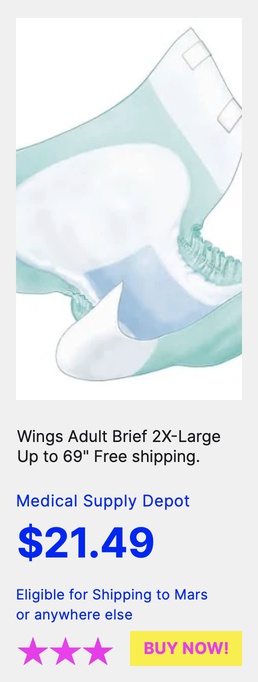 Wings Adult Brief 2X-Large
Up to 69" Free shipping.
Medical Supply Depot
$21.49
Eligible for Shipping to Mars
or anywhere else
BUY NOW!